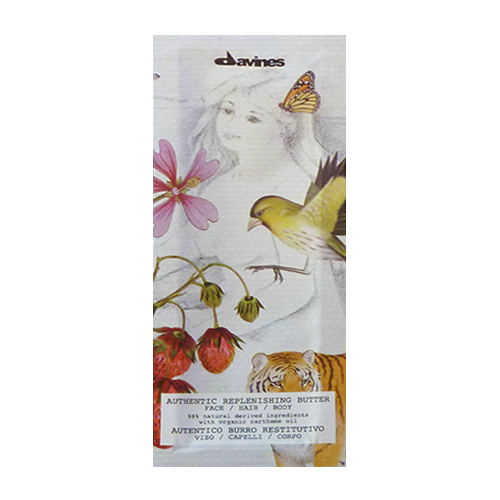 davines
AUTHENTIC REPLENISHING BUTTER
FACE / HAIR / BODY
98% natural derived ingredients
with organic carthame oil
AUTENTICO BURRO RESTITUTIVO
VISO / CAPELLI / CORPO